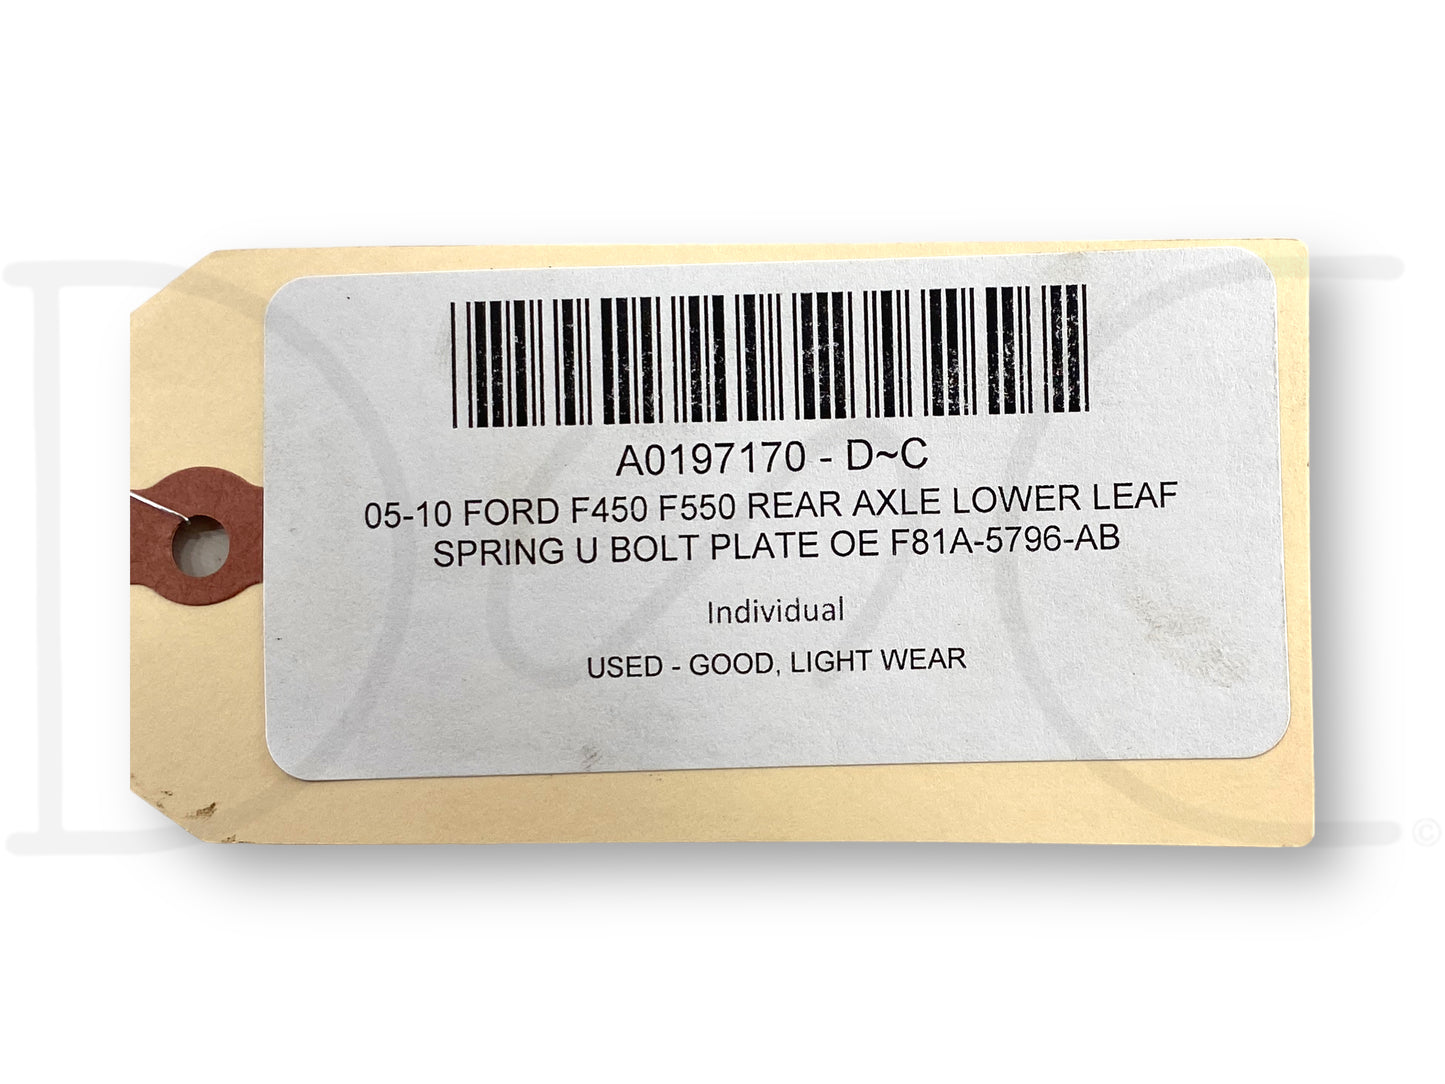 A0197170 - D~C
05-10 FORD F450 F550 REAR AXLE LOWER LEAF
SPRING U BOLT PLATE OE F81A-5796-AB
Individual
USED - GOOD, LIGHT WEAR
D~C ©